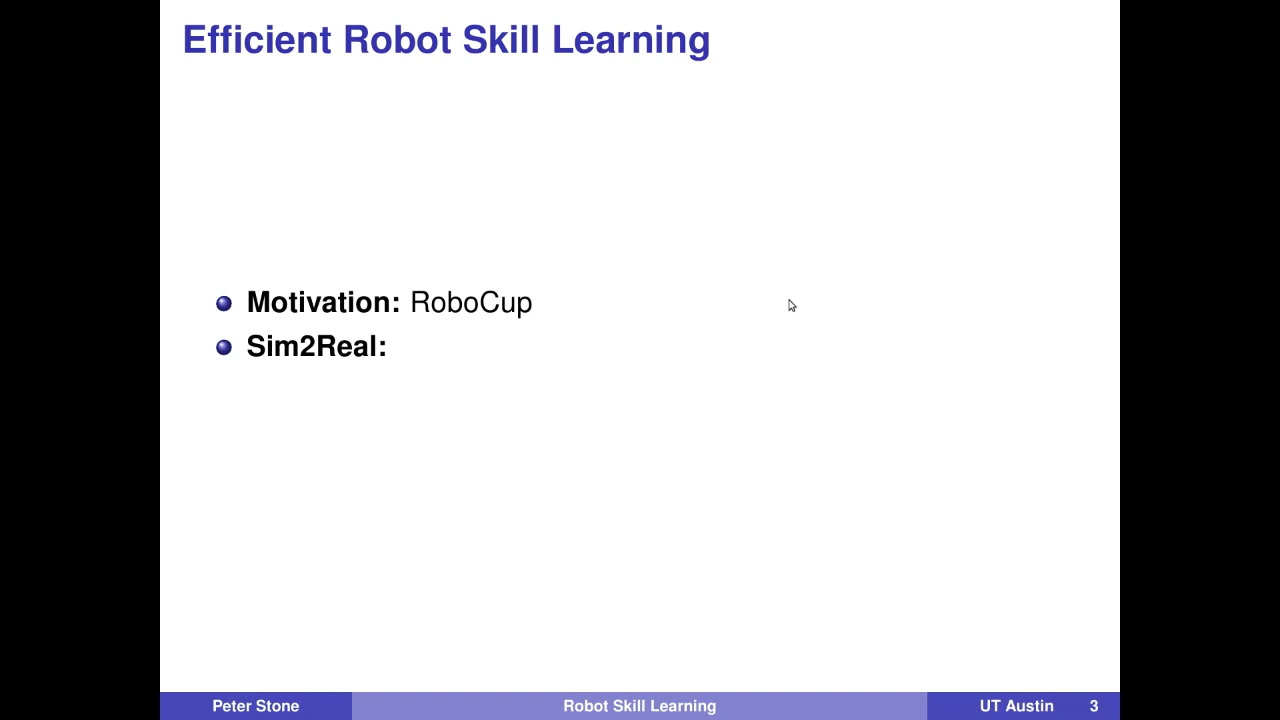 Efficient Robot Skill Learning
Motivation: RoboCup
Sim2Real:
Peter Stone Robot Skill Learning UT Austin 3